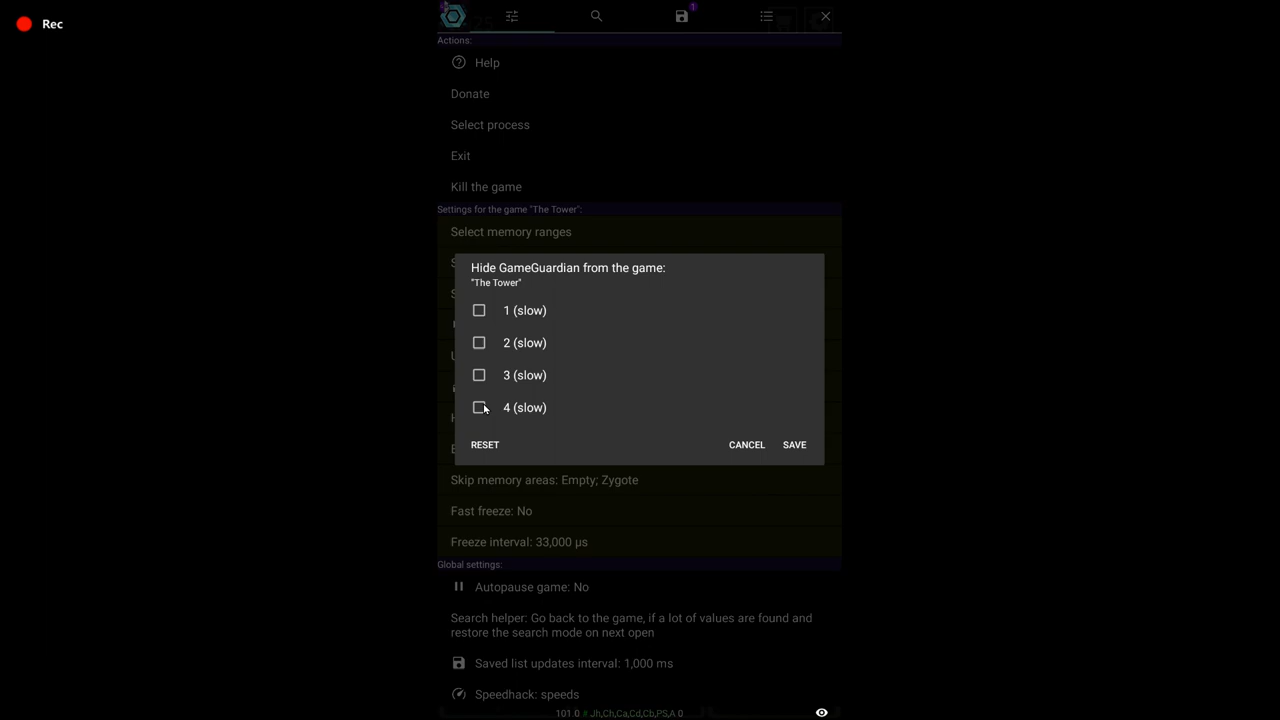 Rec
1
Actions:
Help
Donate
Select process
Exit
Kill the game
Settings for the game "The Tower":
Select memory ranges
Hide GameGuardian from the game:
"The Tower"
1 (slow)
2 (slow)
3 (slow)
4 (slow)
RESET
CANCEL
SAVE
Skip memory areas: Empty; Zygote
Fast freeze: No
Freeze interval: 33,000 µs
Global settings:
Autopause game: No
Search helper: Go back to the game, if a lot of values are found and
restore the search mode on next open
Saved list updates interval: 1,000 ms
Speedhack: speeds
101.0 # Jh,Ch,Ca,Cd,Cb,PS,A 0